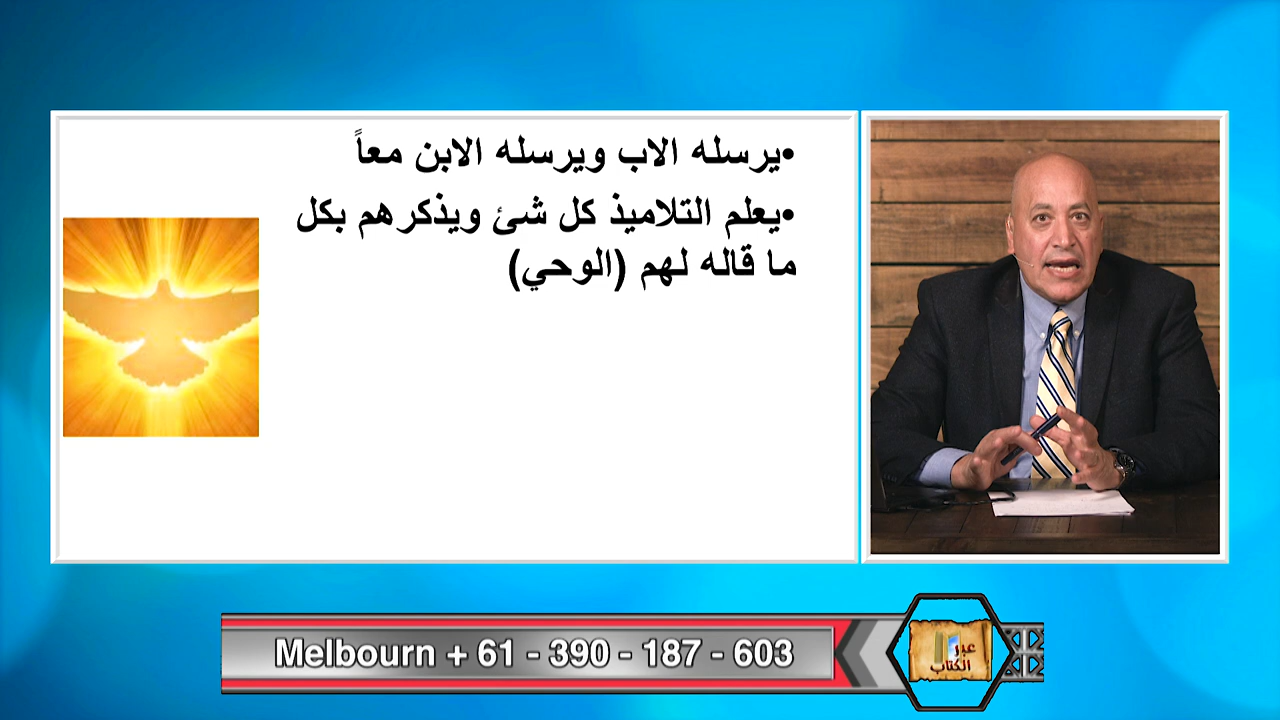 •يرسله الاب ويرسله الابن معاً
•يعلم التلاميذ كل شئ ويذكرهم بكل
ما قاله لهم (الوحي)
Melbourn + 61 - 390 - 187 - 603
عبر
الكتاب